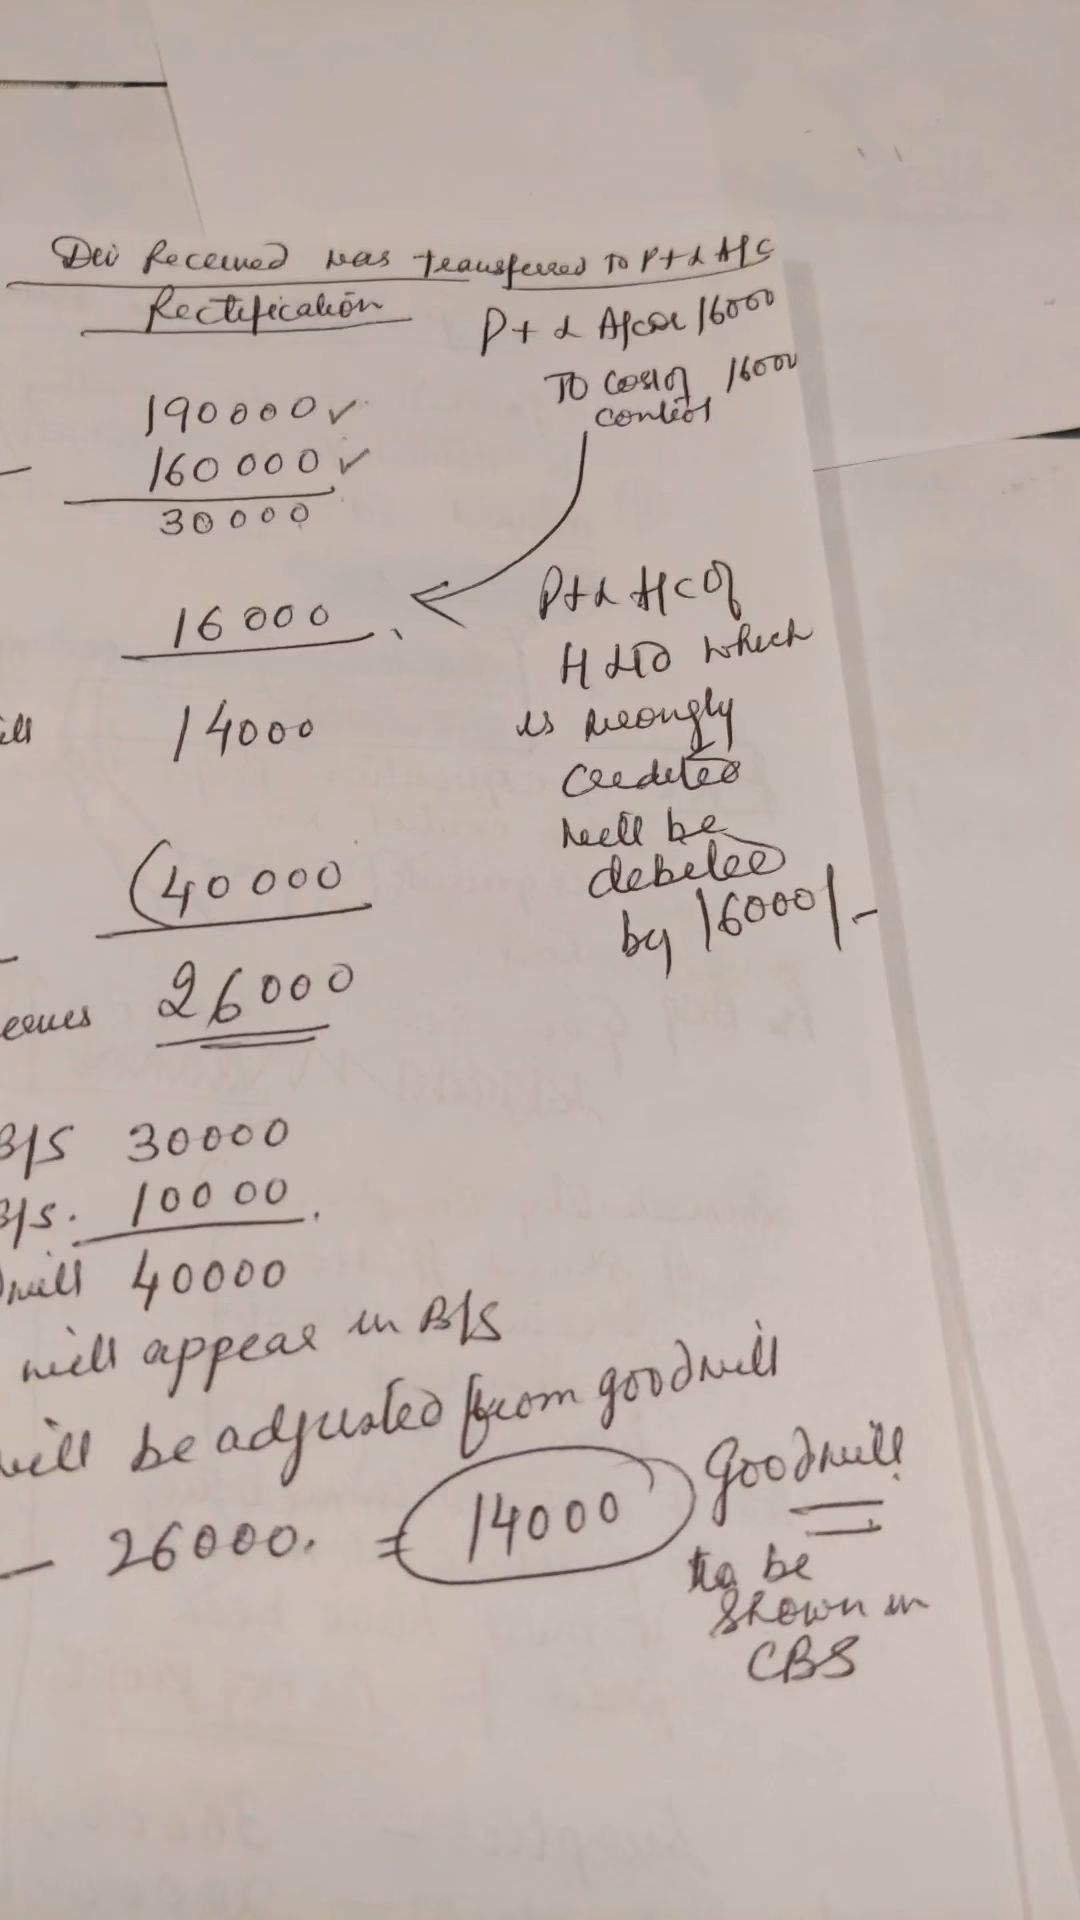 Div Received was transferred to P+L A/C
Rectification
P+L A/c Dr 16000
To cost of control 16000
190000 ✓
— 160000 ✓
30000
16000
ill 14000
P+L A/c of
H LTD which
is wrongly
credited
will be
debited
by 16000/-
(40000
26000
B/S 30000
B/S. 10000
will 40000
will appear in B/S
will be adjusted from goodwill
— 26000. = 14000 Goodwill
to be
shown in
CBS